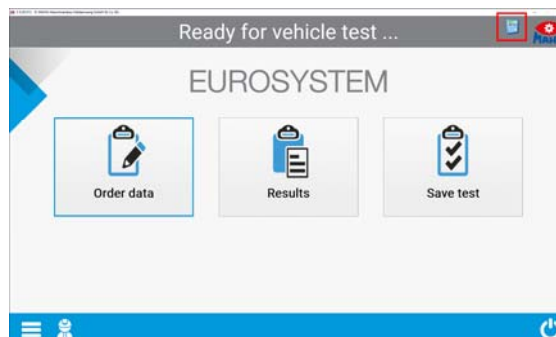 Ready for vehicle test ...
EUROSYSTEM
Order data
Results
Save test